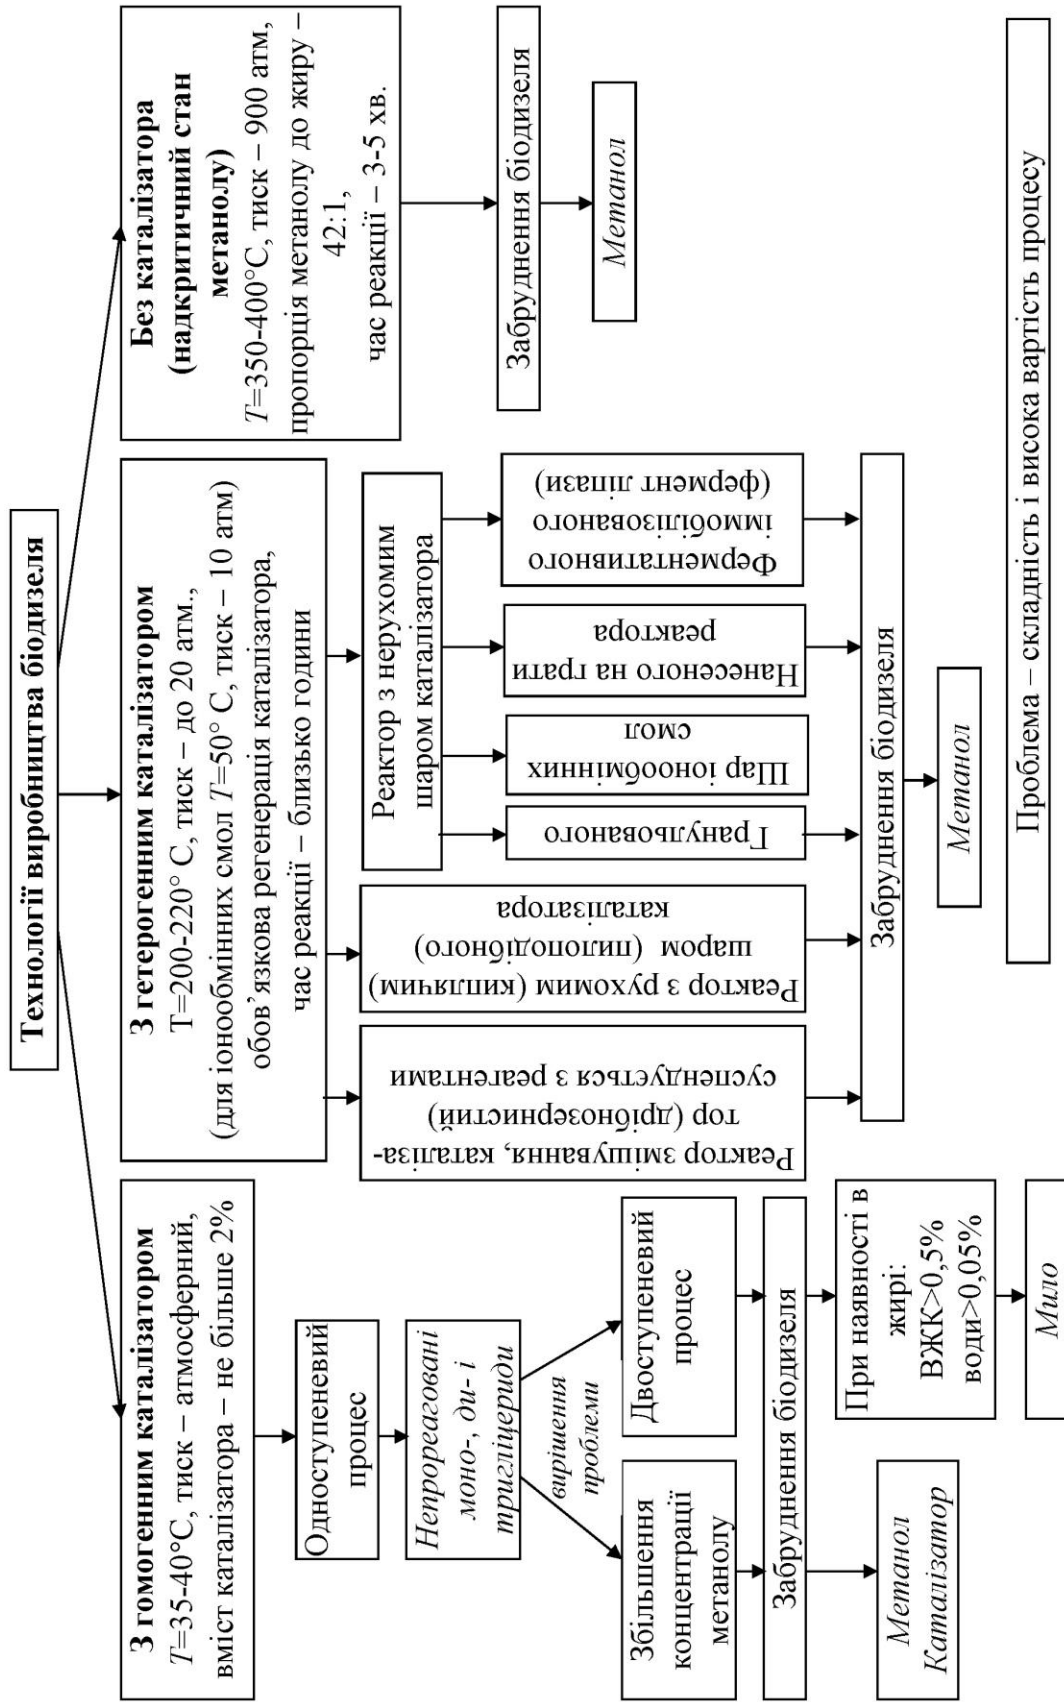 Технології виробництва біодизеля
З гомогенним каталізатором
T=35-40°C, тиск – атмосферний,
вміст каталізатора – не більше 2%
Одноступеневий
процес
Непрореаговані
моно-, ди- і
тригліцериди
вирішення
проблеми
Збільшення
концентрації
метанолу
Двоступеневий
процес
Забруднення біодизеля
Метанол
Каталізатор
При наявності в
жирі:
ВЖК>0,5%
води>0,05%
Мило
З гетерогенним каталізатором
T=200-220° C, тиск – до 20 атм.,
(для іонообмінних смол T=50° C, тиск – 10 атм)
обов’язкова регенерація каталізатора,
час реакції – близько години
Реактор змішування, каталіза-
тор (дрібнозернистий)
суспендується з реагентами
Реактор з рухомим (киплячим)
шаром (пилоподібного)
каталізатора
Реактор з нерухомим
шаром каталізатора
Гранульованого
Шар іонообмінних
смол
Нанесеного на грати
реактора
Ферментативного
іммобілізованого
(фермент ліпази)
Забруднення біодизеля
Метанол
Без каталізатора
(надкритичний стан
метанолу)
T=350-400°C, тиск – 900 атм,
пропорція метанолу до жиру –
42:1,
час реакції – 3-5 хв.
Забруднення біодизеля
Метанол
Проблема – складність і висока вартість процесу